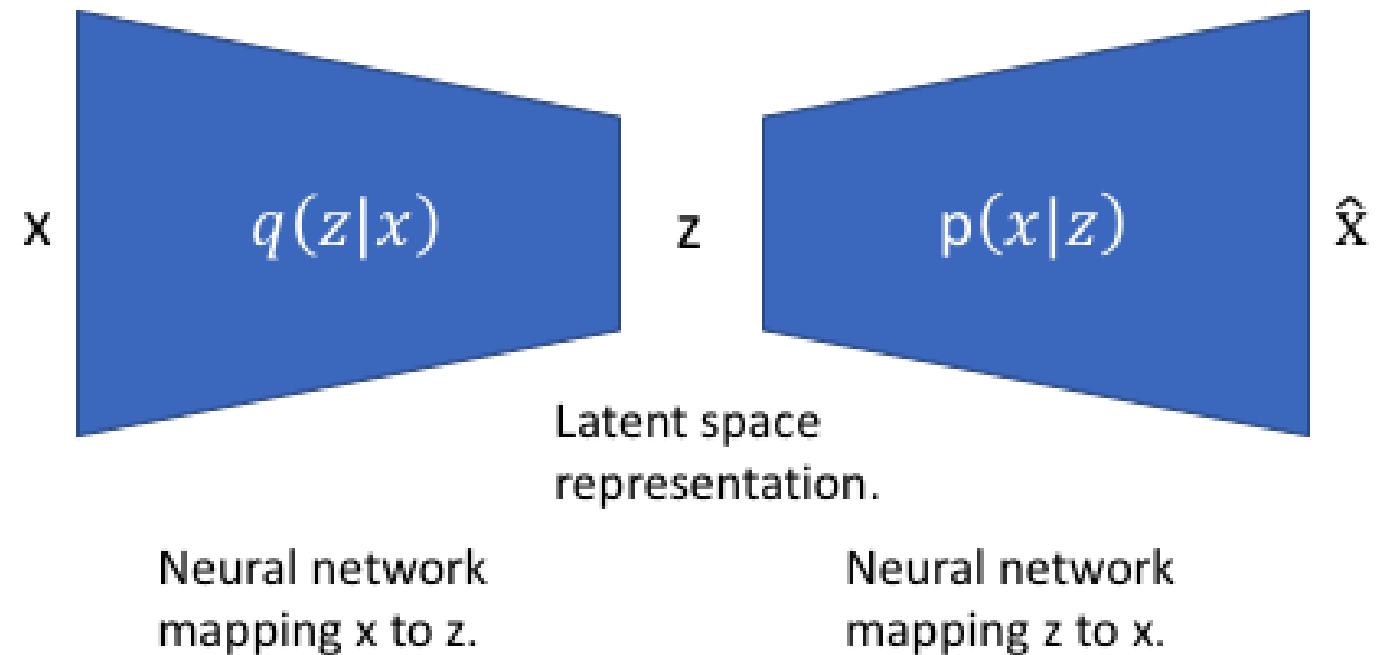 x
q(z|x)
z
p(x|z)
x̂
Latent space
representation.
Neural network
mapping x to z.
Neural network
mapping z to x.